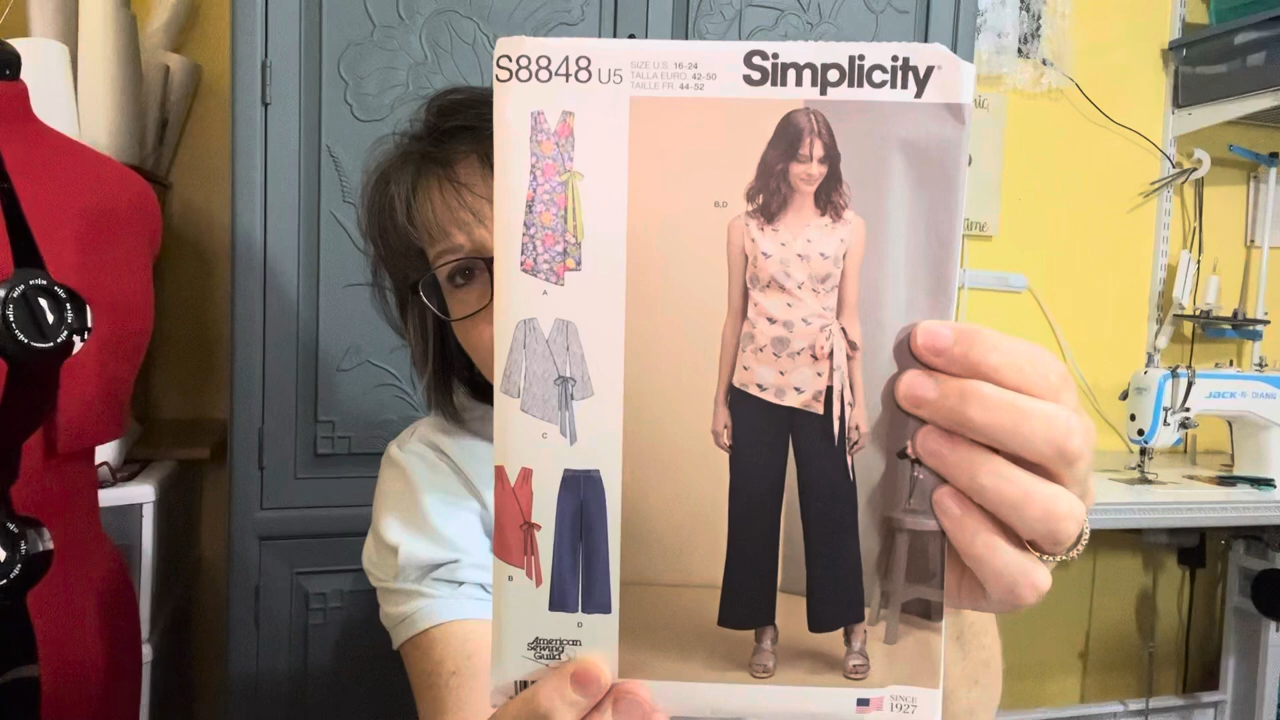 S8848 U5
SIZE U.S. 16-24
TALLA EURO. 42-50
TAILLE FR. 44-52
Simplicity
B,D
A
C
B
D
American
Sewing
Guild
SINCE
1927
time
JACK